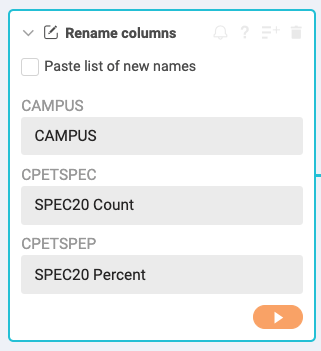 Rename columns
Paste list of new names
CAMPUS
CAMPUS
CPETSPEC
SPEC20 Count
CPETSPEP
SPEC20 Percent